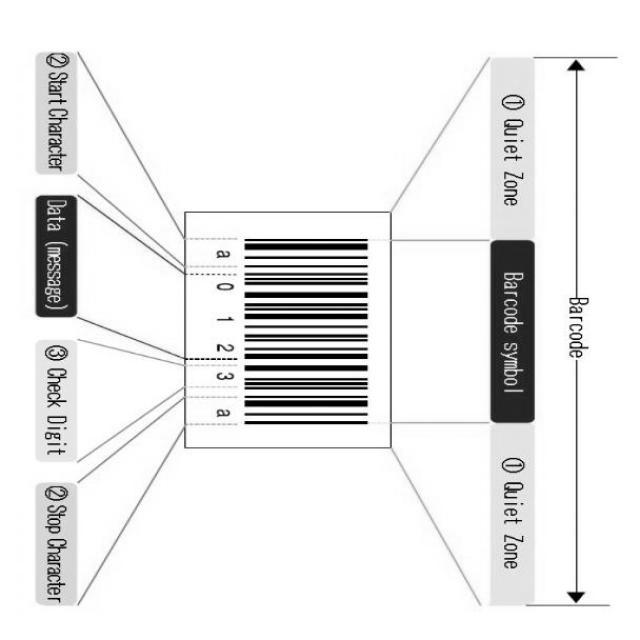 Barcode
① Quiet Zone
Barcode symbol
① Quiet Zone
a 0 1 2 3 a
② Start Character
Data (message)
③ Check Digit
② Stop Character